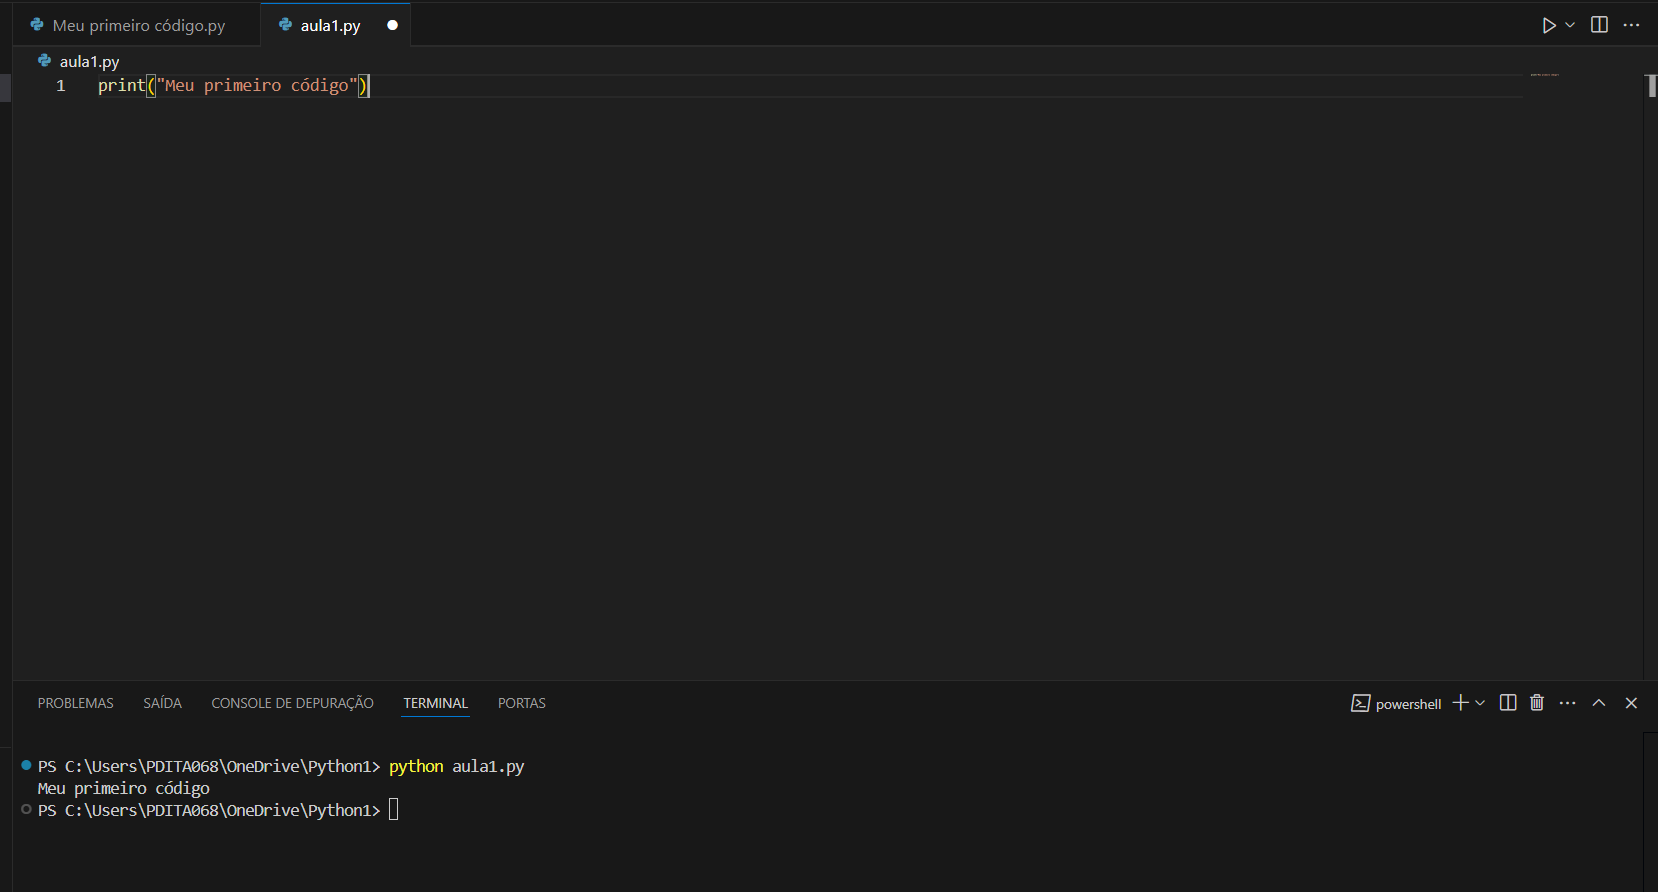 Meu primeiro código.py aula1.py
aula1.py
1 print("Meu primeiro código")
PROBLEMAS SAÍDA CONSOLE DE DEPURAÇÃO TERMINAL PORTAS powershell
PS C:\Users\PDITA068\OneDrive\Python1> python aula1.py
Meu primeiro código
PS C:\Users\PDITA068\OneDrive\Python1>